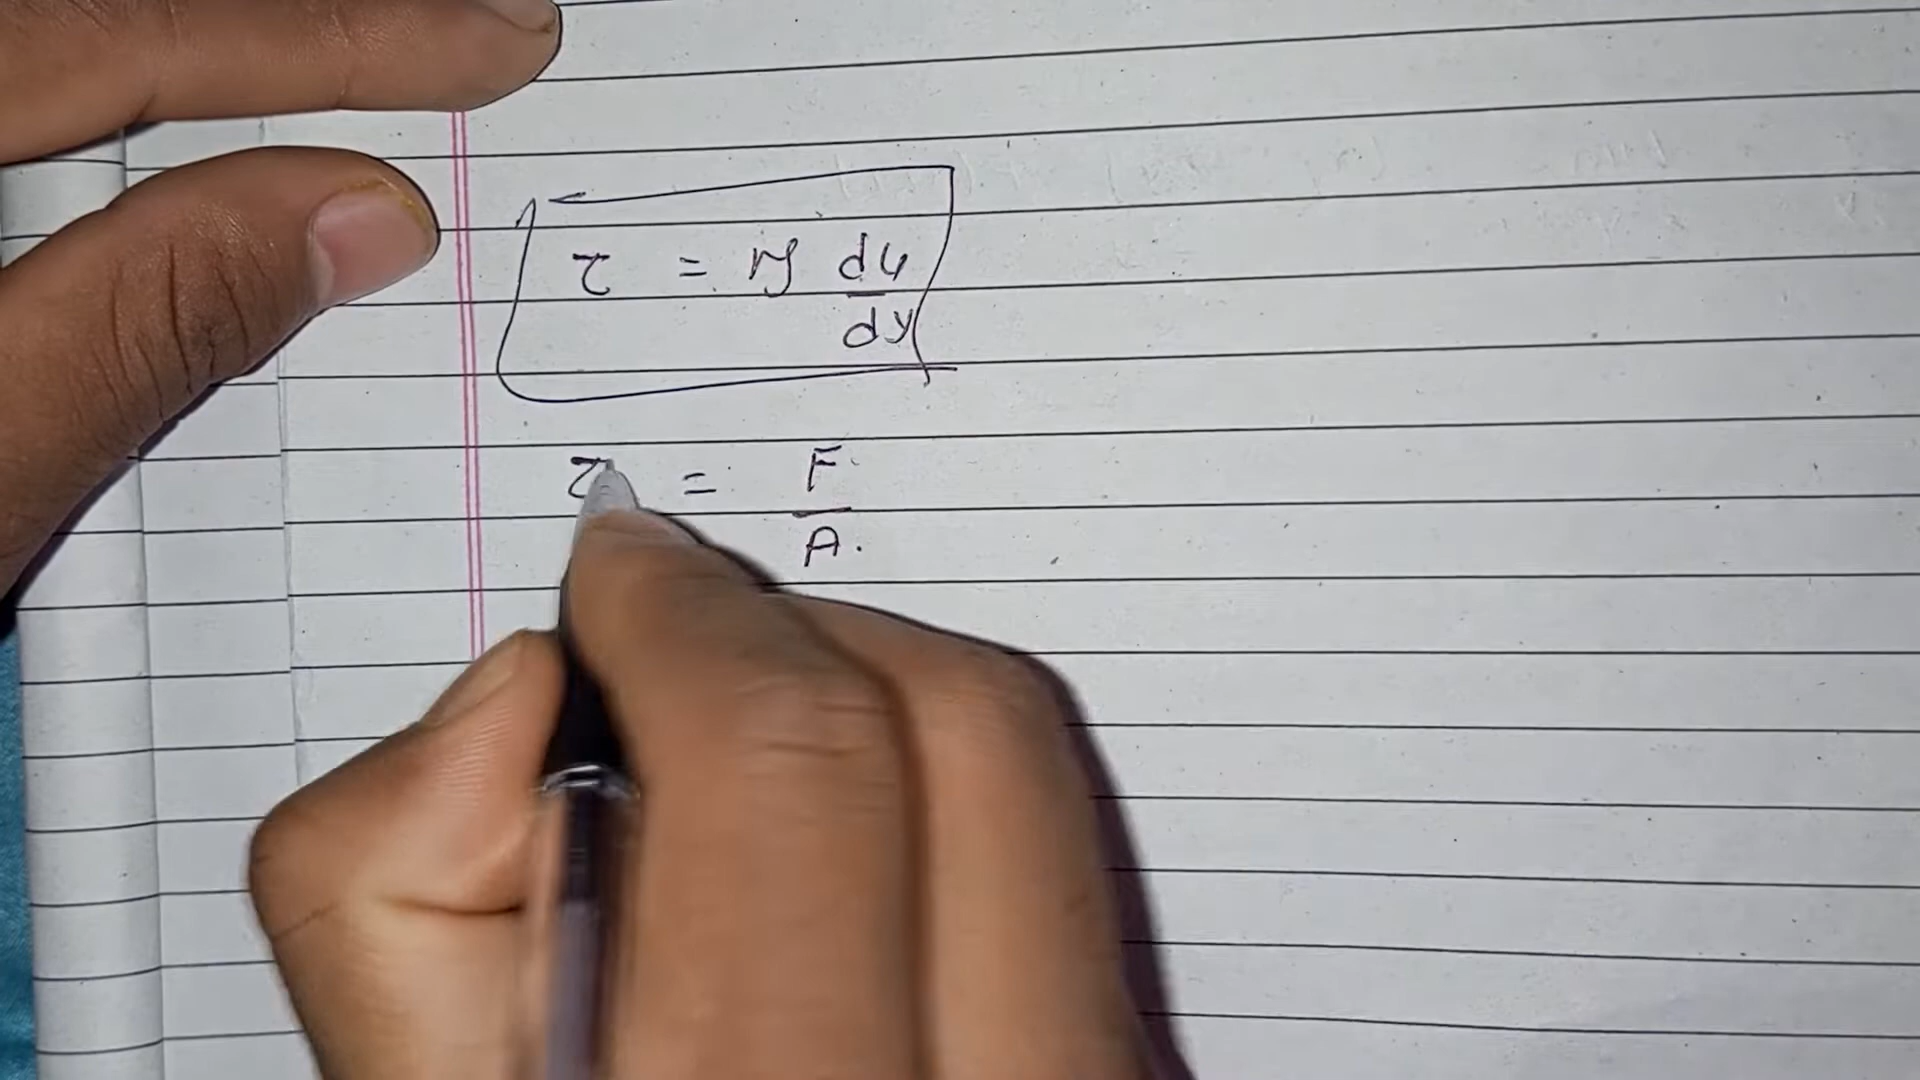 τ = η du/dy
τ = F/A.